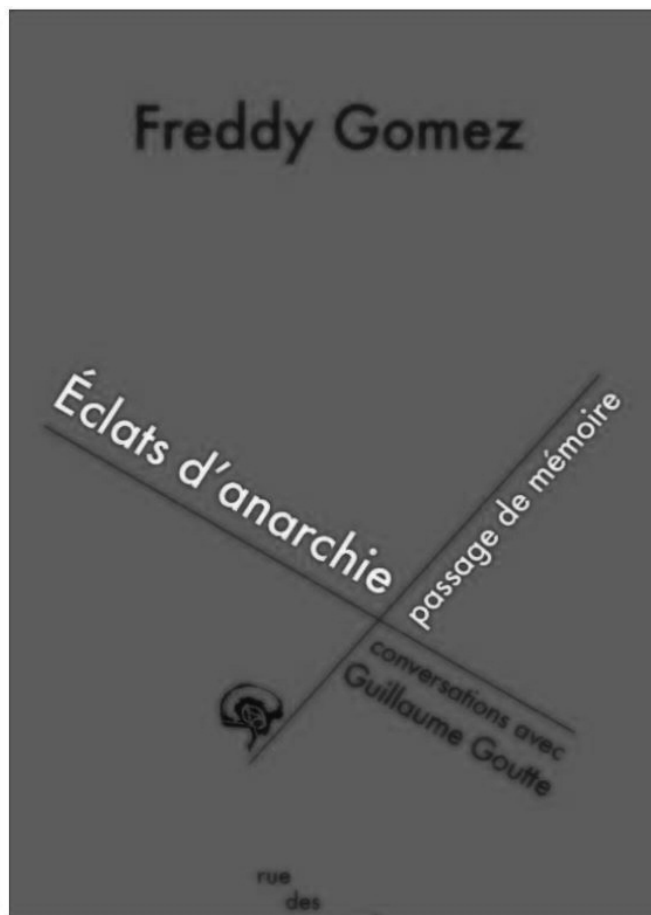 Freddy Gomez
Éclats d'anarchie
passage de mémoire
conversations avec
Guillaume Goutte
rue
des